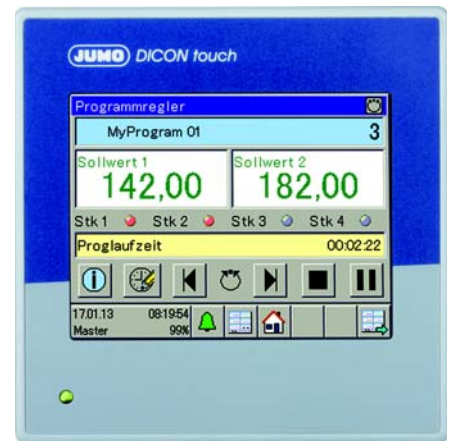 JUMO DICON touch
Programmregler
MyProgram 01 3
Sollwert 1 Sollwert 2
142,00 182,00
Stk 1 Stk 2 Stk 3 Stk 4
Proglaufzeit 00:02:22
17.01.13 08:19:54
Master 99%